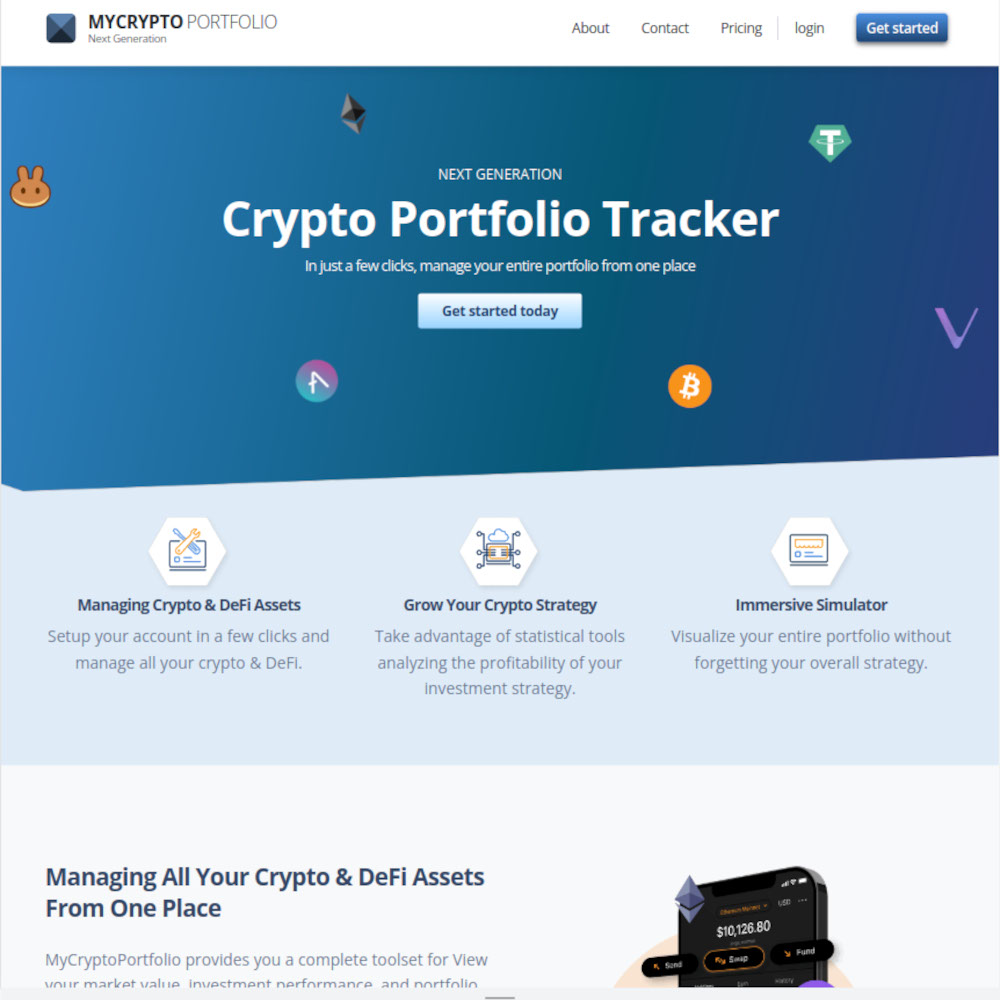 MYCRYPTO PORTFOLIO
Next Generation
About
Contact
Pricing
login
Get started
NEXT GENERATION
Crypto Portfolio Tracker
In just a few clicks, manage your entire portfolio from one place
Get started today
Managing Crypto & DeFi Assets
Setup your account in a few clicks and
manage all your crypto & DeFi.
Grow Your Crypto Strategy
Take advantage of statistical tools
analyzing the profitability of your
investment strategy.
Immersive Simulator
Visualize your entire portfolio without
forgetting your overall strategy.
Managing All Your Crypto & DeFi Assets
From One Place
MyCryptoPortfolio provides you a complete toolset for View
your market value, investment performance, and portfolio
USD
$10,126.80
Send
Swap
Fund
Earn
History